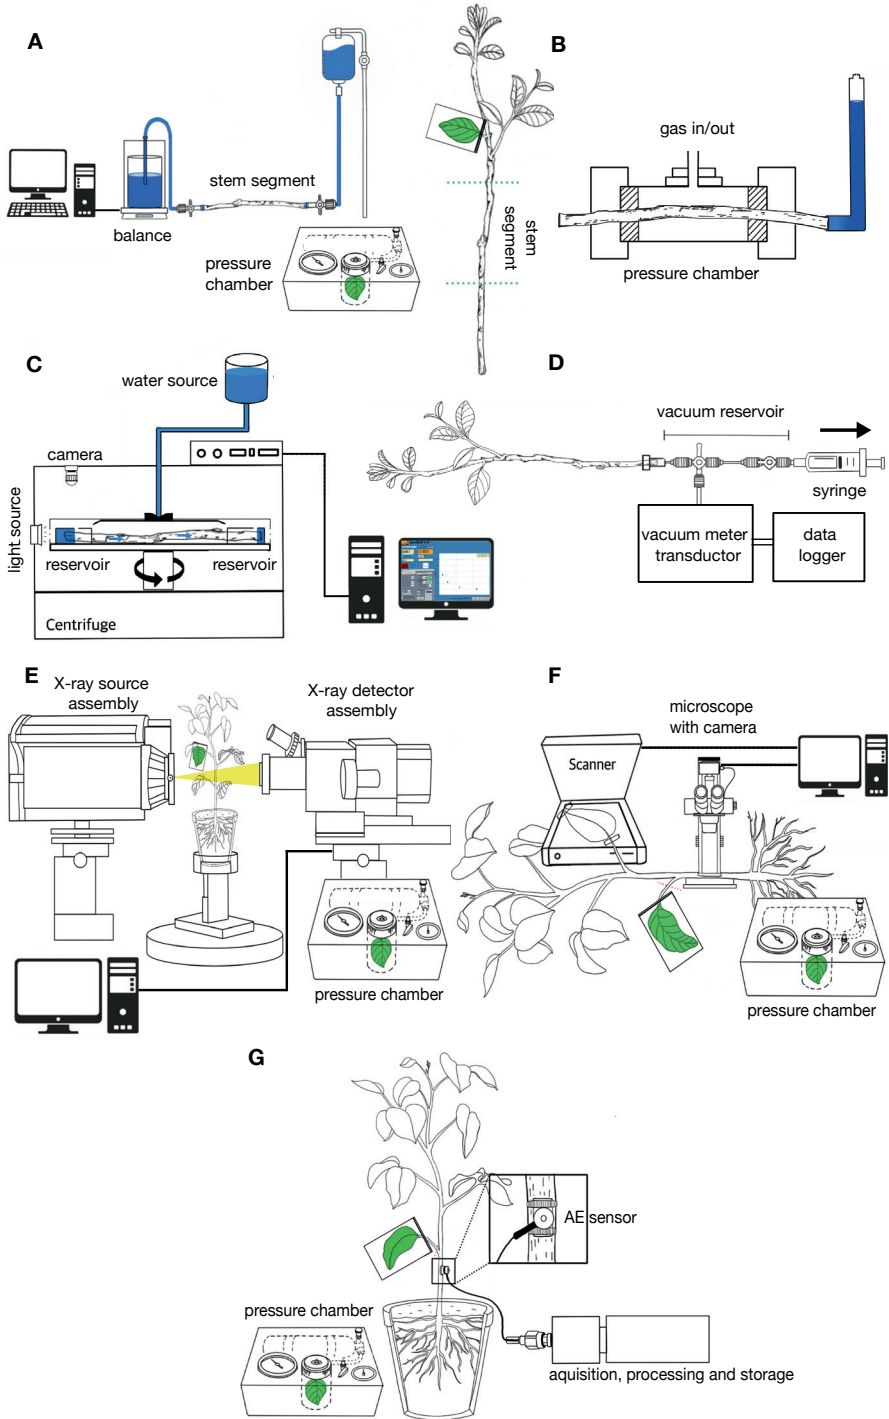 A
stem segment
balance
pressure
chamber
stem
segment
B
gas in/out
pressure chamber
C
water source
camera
light source
reservoir
reservoir
Centrifuge
D
vacuum reservoir
syringe
vacuum meter
transductor
data
logger
E
X-ray source
assembly
X-ray detector
assembly
pressure chamber
F
microscope
with camera
Scanner
pressure chamber
G
AE sensor
pressure chamber
aquisition, processing and storage